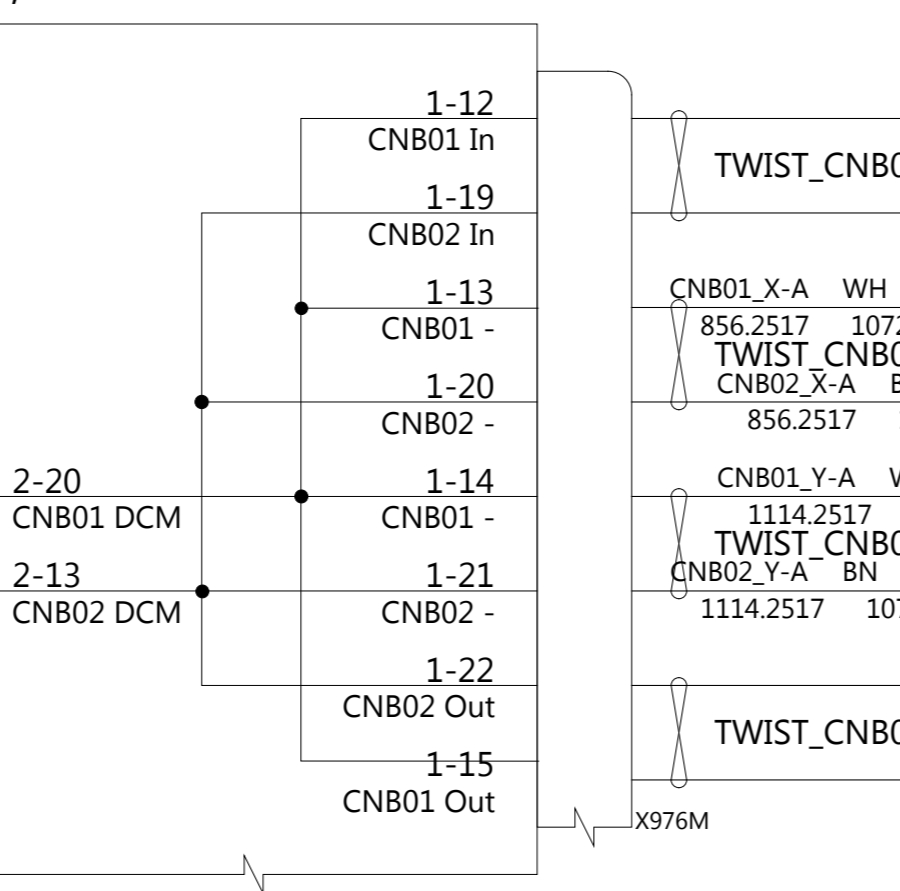 1-12
CNB01 In
TWIST_CNB0
1-19
CNB02 In
1-13
CNB01_X-A WH
CNB01 -
856.2517 1072
TWIST_CNB0
1-20
CNB02_X-A
CNB02 -
856.2517
2-20
1-14
CNB01_Y-A
CNB01 DCM
CNB01 -
1114.2517
TWIST_CNB0
2-13
1-21
CNB02_Y-A BN
CNB02 DCM
CNB02 -
1114.2517 107
1-22
CNB02 Out
TWIST_CNB0
1-15
CNB01 Out
X976M